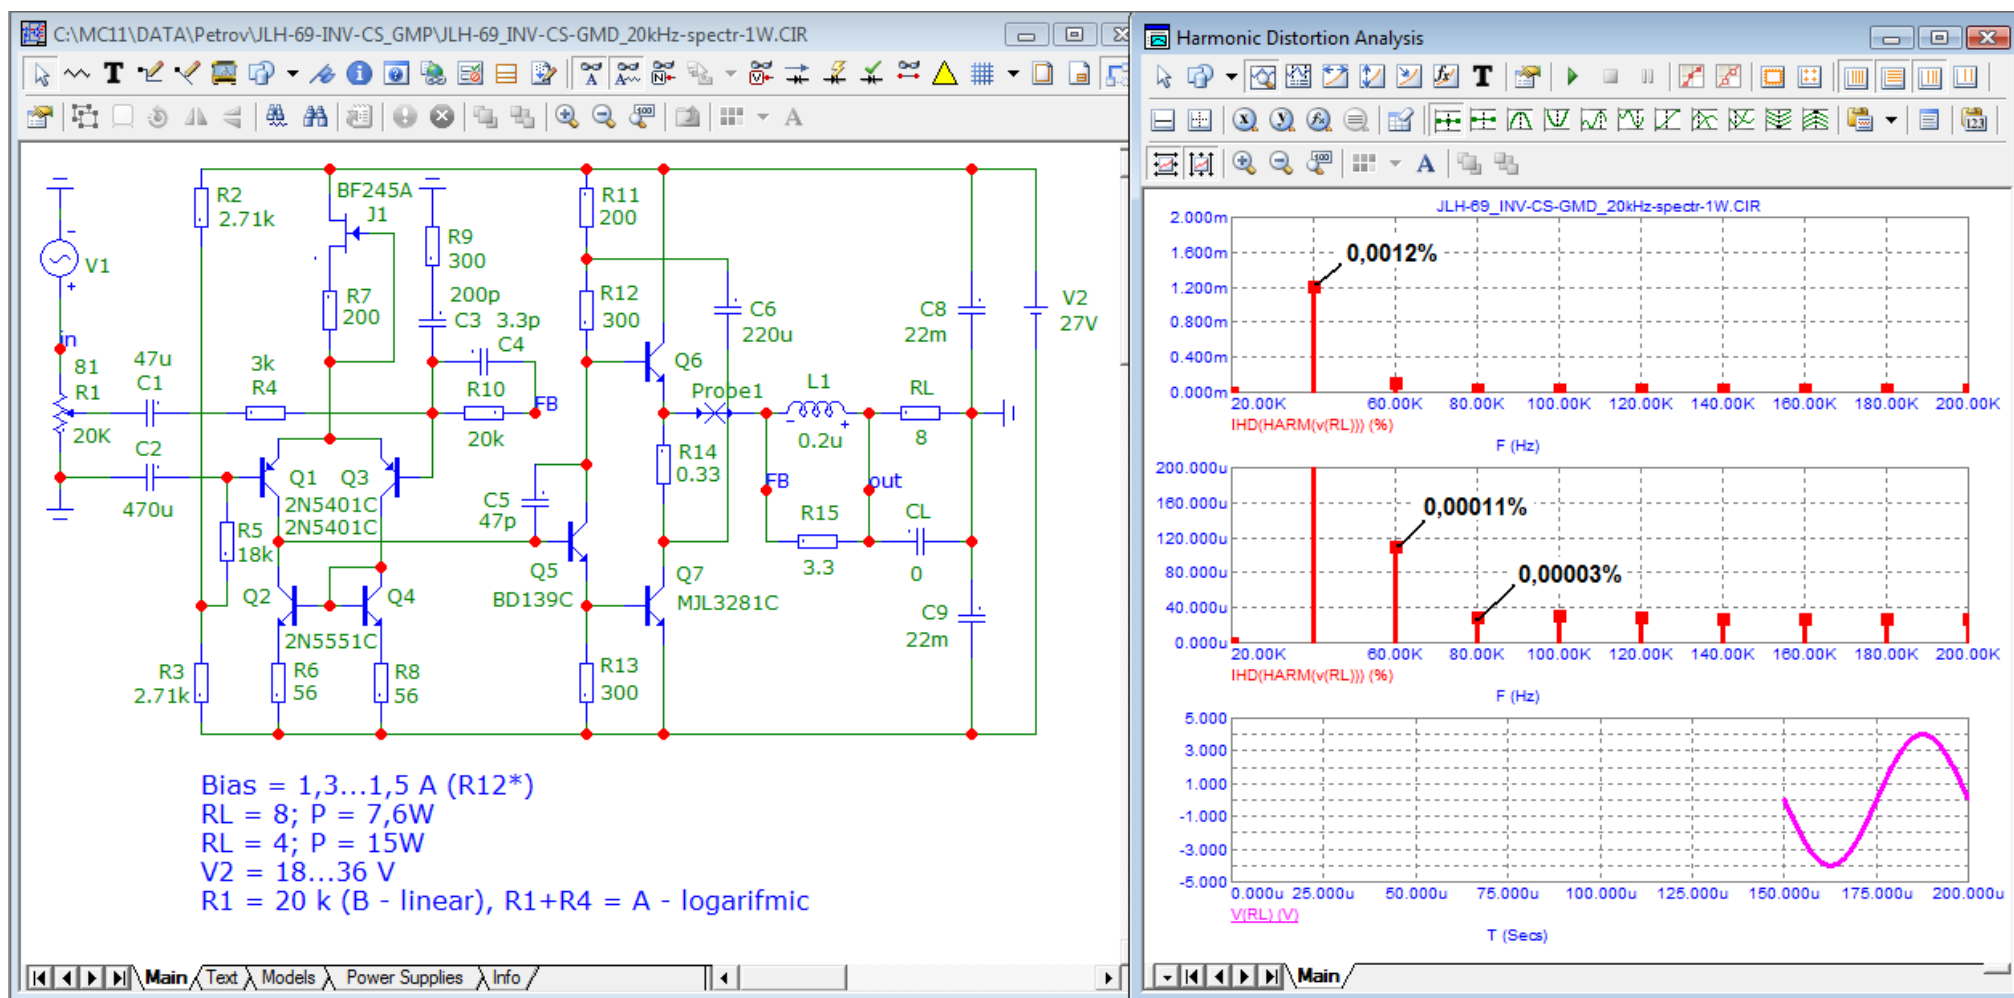 C:\MC11\DATA\Petrov\JLH-69-INV-CS_GMP\JLH-69_INV-CS-GMD_20kHz-spectr-1W.CIR
V1
in
81
R1
20K
47u
C1
C2
470u
R2
2.71k
3k
R4
BF245A
J1
R7
200
R9
300
200p
C3
3.3p
C4
R10
20k
FB
Q1
Q3
2N5401C
2N5401C
R5
18k
Q2
Q4
2N5551C
R3
2.71k
R6
56
R8
56
R11
200
R12
300
C5
47p
Q5
BD139C
R13
300
Q6
Probe1
R14
0.33
Q7
MJL3281C
C6
220u
L1
0.2u
FB
out
R15
3.3
RL
8
CL
0
C8
22m
C9
22m
V2
27V
Bias = 1,3...1,5 A (R12*)
RL = 8; P = 7,6W
RL = 4; P = 15W
V2 = 18...36 V
R1 = 20 k (B - linear), R1+R4 = A - logarifmic
Main
Text
Models
Power Supplies
Info
Harmonic Distortion Analysis
JLH-69_INV-CS-GMD_20kHz-spectr-1W.CIR
2.000m
1.600m
1.200m
0.800m
0.400m
0.000m
0,0012%
20.00K 60.00K 80.00K 100.00K 120.00K 140.00K 160.00K 180.00K 200.00K
IHD(HARM(v(RL))) (%)
F (Hz)
200.000u
160.000u
120.000u
80.000u
40.000u
0.000u
0,00011%
0,00003%
20.00K 60.00K 80.00K 100.00K 120.00K 140.00K 160.00K 180.00K 200.00K
IHD(HARM(v(RL))) (%)
F (Hz)
5.000
3.000
1.000
-1.000
-3.000
-5.000
0.000u 25.000u 50.000u 75.000u 100.000u 125.000u 150.000u 175.000u 200.000u
V(RL) (V)
T (Secs)
Main